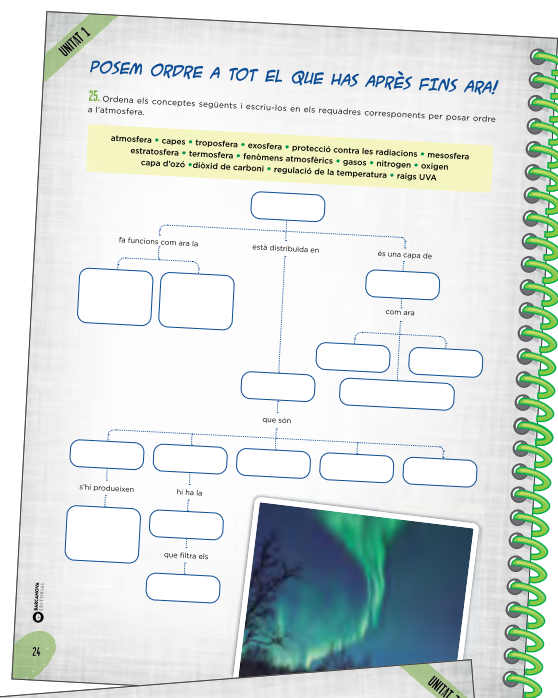 UNITAT 1
POSEM ORDRE A TOT EL QUE HAS APRÈS FINS ARA!
25. Ordena els conceptes següents i escriu-los en els requadres corresponents per posar ordre
a l'atmosfera.
atmosfera • capes • troposfera • exosfera • protecció contra les radiacions • mesosfera
estratosfera • termosfera • fenòmens atmosfèrics • gasos • nitrogen • oxigen
capa d'ozó •diòxid de carboni • regulació de la temperatura • raigs UVA
fa funcions com ara la
està distribuïda en
és una capa de
com ara
que són
s'hi produeixen
hi ha la
que filtra els
BARCANOVA
EDITORIAL
24
UNITAT